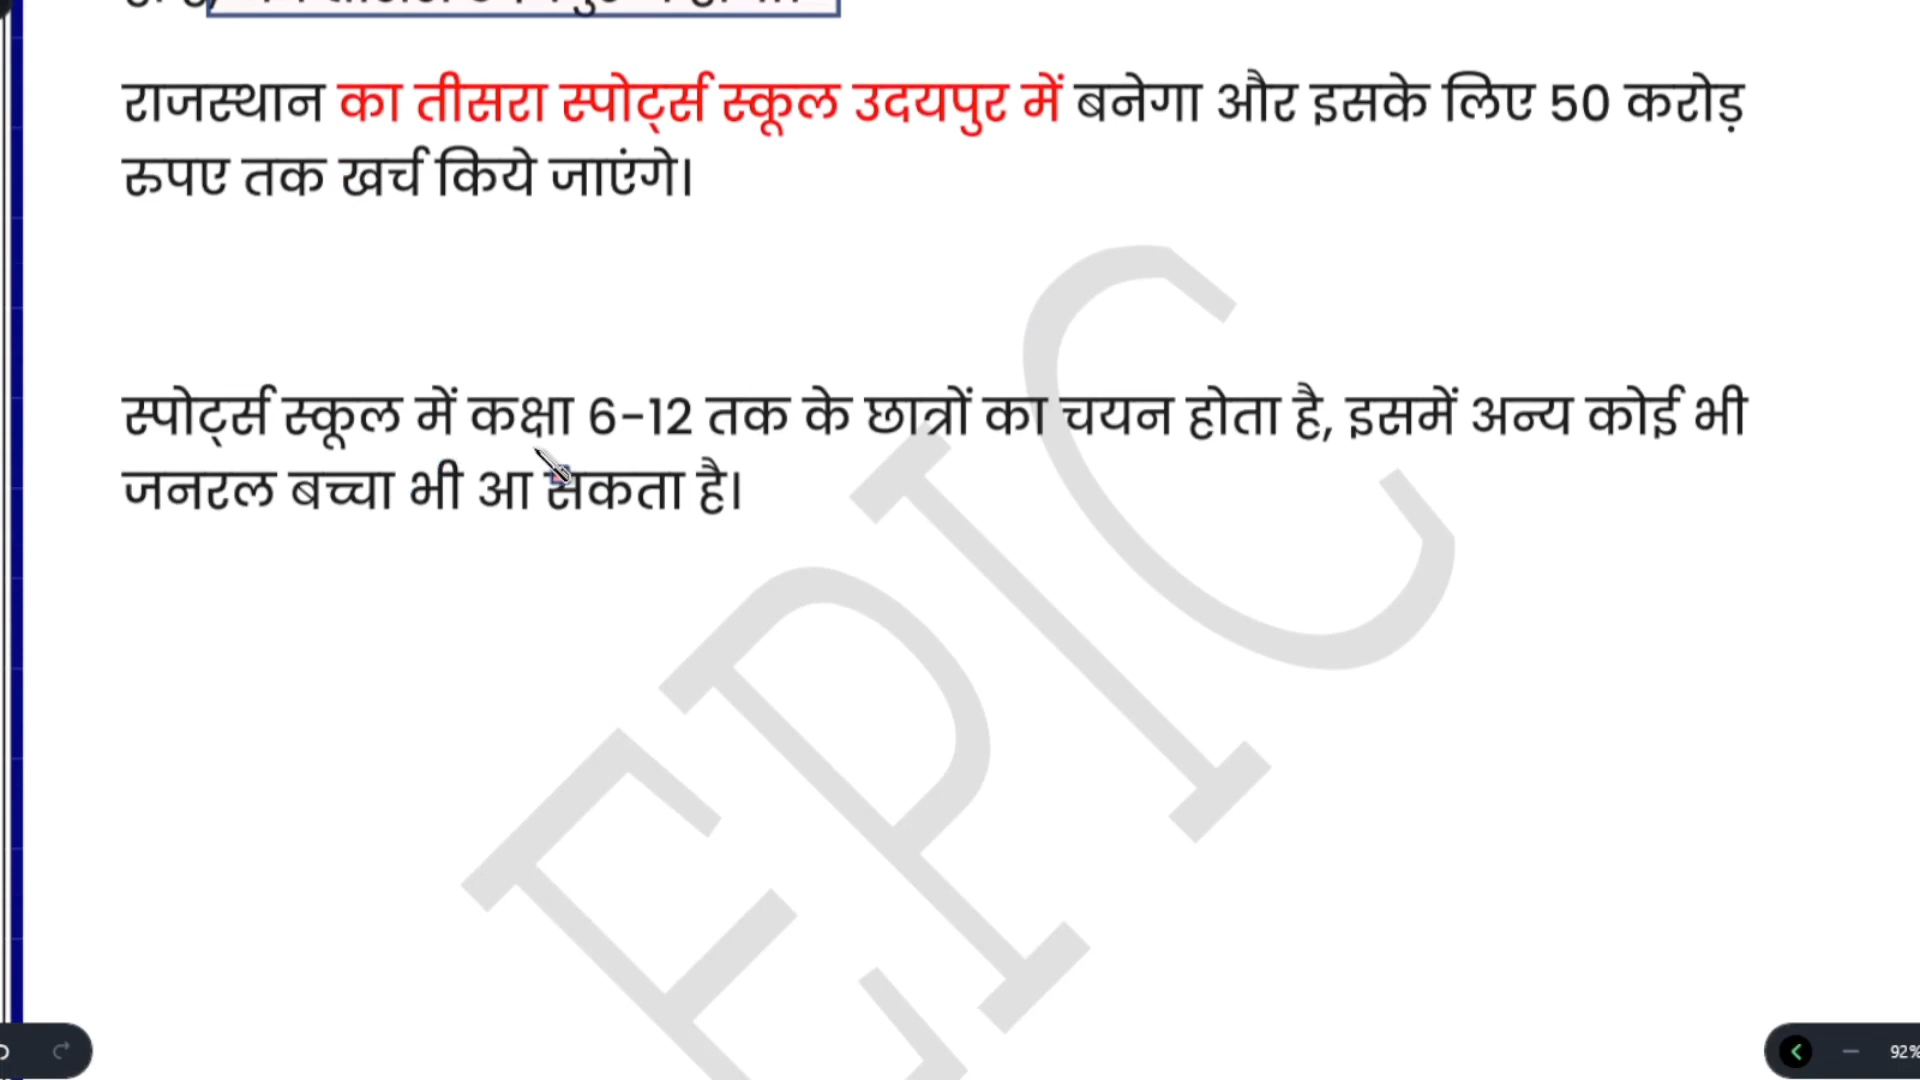 राजस्थान का तीसरा स्पोर्ट्स स्कूल उदयपुर में बनेगा और इसके लिए 50 करोड़
रुपए तक खर्च किये जाएंगे।
स्पोर्ट्स स्कूल में कक्षा 6-12 तक के छात्रों का चयन होता है, इसमें अन्य कोई भी
जनरल बच्चा भी आ सकता है।
EPIC
92%